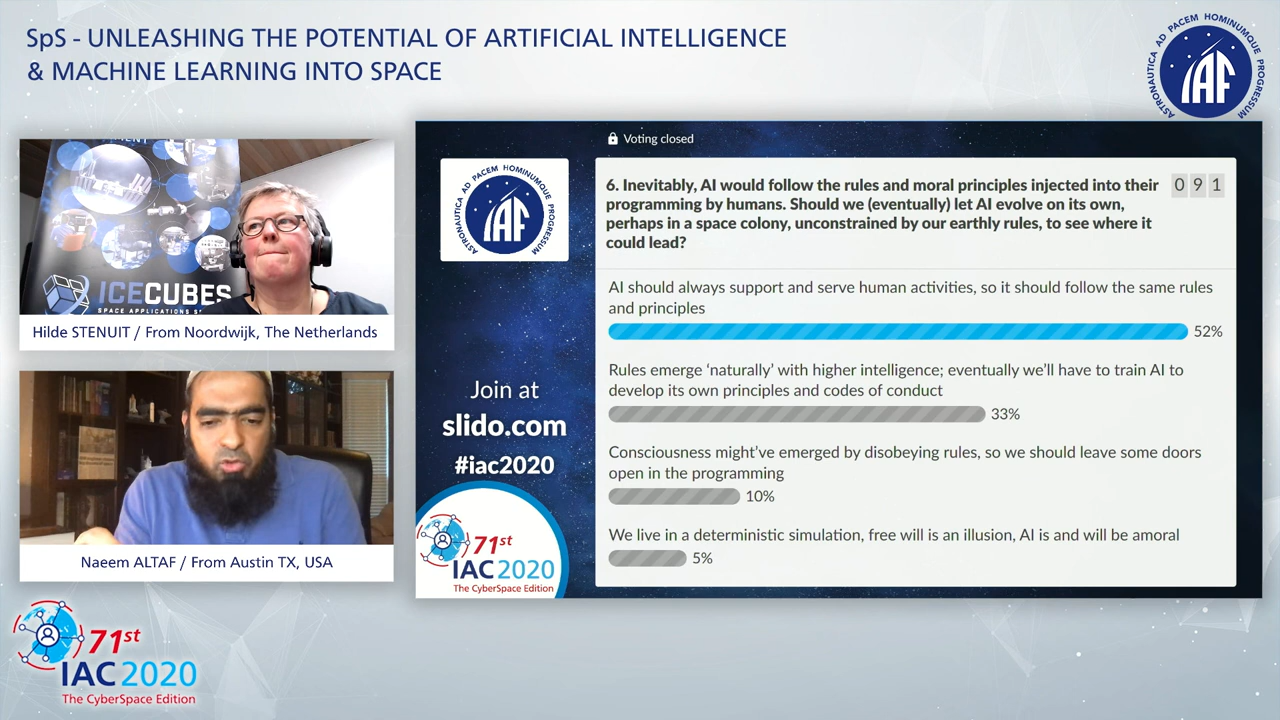 SpS - UNLEASHING THE POTENTIAL OF ARTIFICIAL INTELLIGENCE
& MACHINE LEARNING INTO SPACE
ASTRONAUTICA AD PACEM HOMINUMQUE PROGRESSUM
IAF
ICECUBES
Hilde STENUIT / From Noordwijk, The Netherlands
Naeem ALTAF / From Austin TX, USA
71st
IAC 2020
The CyberSpace Edition
ASTRONAUTICA AD PACEM HOMINUMQUE PROGRESSUM
IAF
Join at
slido.com
#iac2020
71st
IAC 2020
The CyberSpace Edition
Voting closed
6. Inevitably, AI would follow the rules and moral principles injected into their
programming by humans. Should we (eventually) let AI evolve on its own,
perhaps in a space colony, unconstrained by our earthly rules, to see where it
could lead?
0 9 1
AI should always support and serve human activities, so it should follow the same rules
and principles
52%
Rules emerge ‘naturally’ with higher intelligence; eventually we’ll have to train AI to
develop its own principles and codes of conduct
33%
Consciousness might’ve emerged by disobeying rules, so we should leave some doors
open in the programming
10%
We live in a deterministic simulation, free will is an illusion, AI is and will be amoral
5%